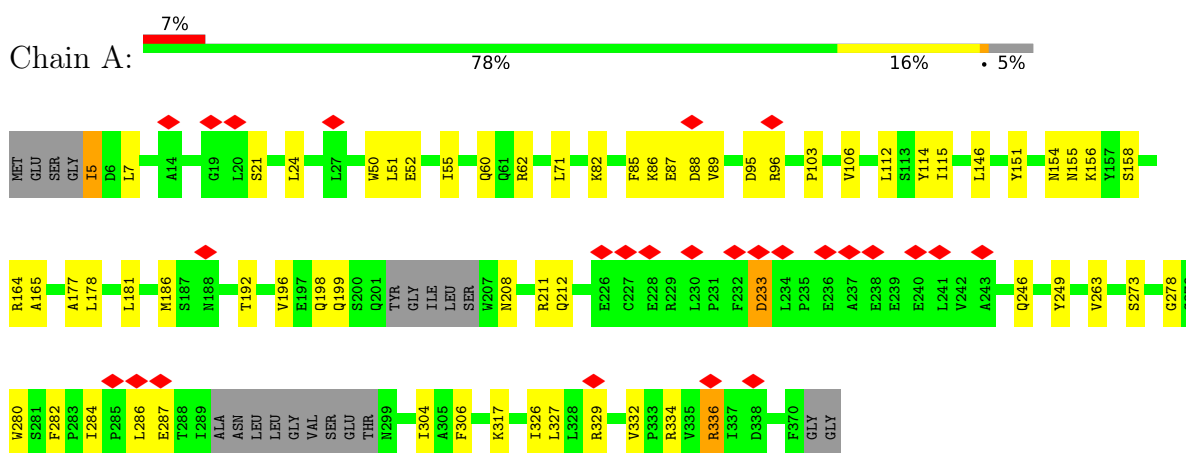 7%
Chain A:
78% 16% • 5%
MET GLU SER GLY I5 D6 L7 A14 G19 L20 S21 L24 L27 W50 L51 E52 I55 Q60 Q61 R62 L71 K82 F85 K86 E87 D88 V89 D95 R96 P103 V106 L112 S113 Y114 I115 L146 Y151 N154 N155 K156 Y157 S158
R164 A165 A177 L178 L181 M186 S187 N188 T192 V196 E197 Q198 Q199 S200 Q201 TYR GLY ILE LEU SER W207 N208 R211 Q212 E226 C227 E228 R229 L230 P231 F232 D233 L234 P235 E236 A237 E238 E239 E240 L241 V242 A243 Q246 Y249 V263 S273 G278
W280 S281 F282 P283 I284 P285 L286 E287 T288 I289 ALA ASN LEU LEU GLY VAL SER GLU THR N299 I304 A305 F306 K317 I326 L327 L328 R329 V332 P333 R334 V335 R336 I337 D338 F370 GLY GLY